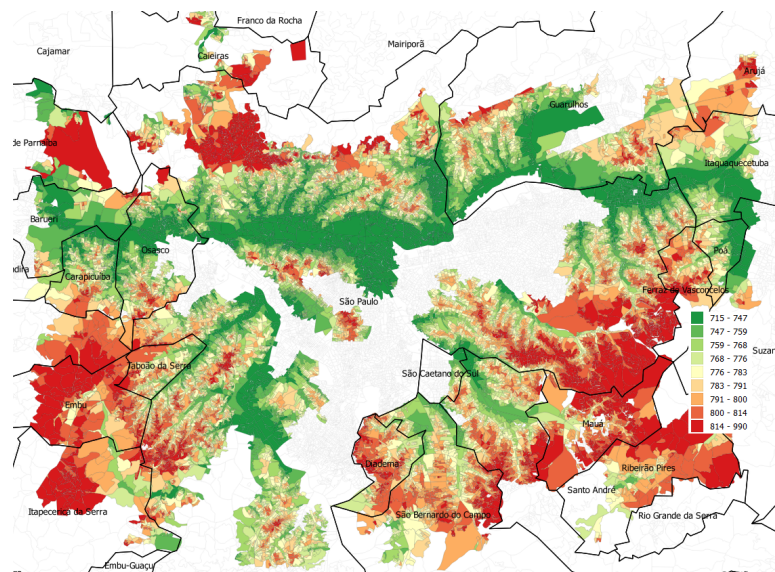 Franco da Rocha
Cajamar
Mairiporã
Caieiras
Arujá
Guarulhos
de Parnaíba
Itaquaquecetuba
Barueri
Osasco
Poá
Carapicuíba
Ferraz de Vasconcelos
São Paulo
715 - 747
747 - 759
759 - 768
768 - 776
776 - 783
783 - 791
791 - 800
800 - 814
814 - 990
Suzan
Taboão da Serra
São Caetano do Sul
Embu
Mauá
Diadema
Ribeirão Pires
Santo André
Itapecerica da Serra
São Bernardo do Campo
Rio Grande da Serra
Embu-Guaçu